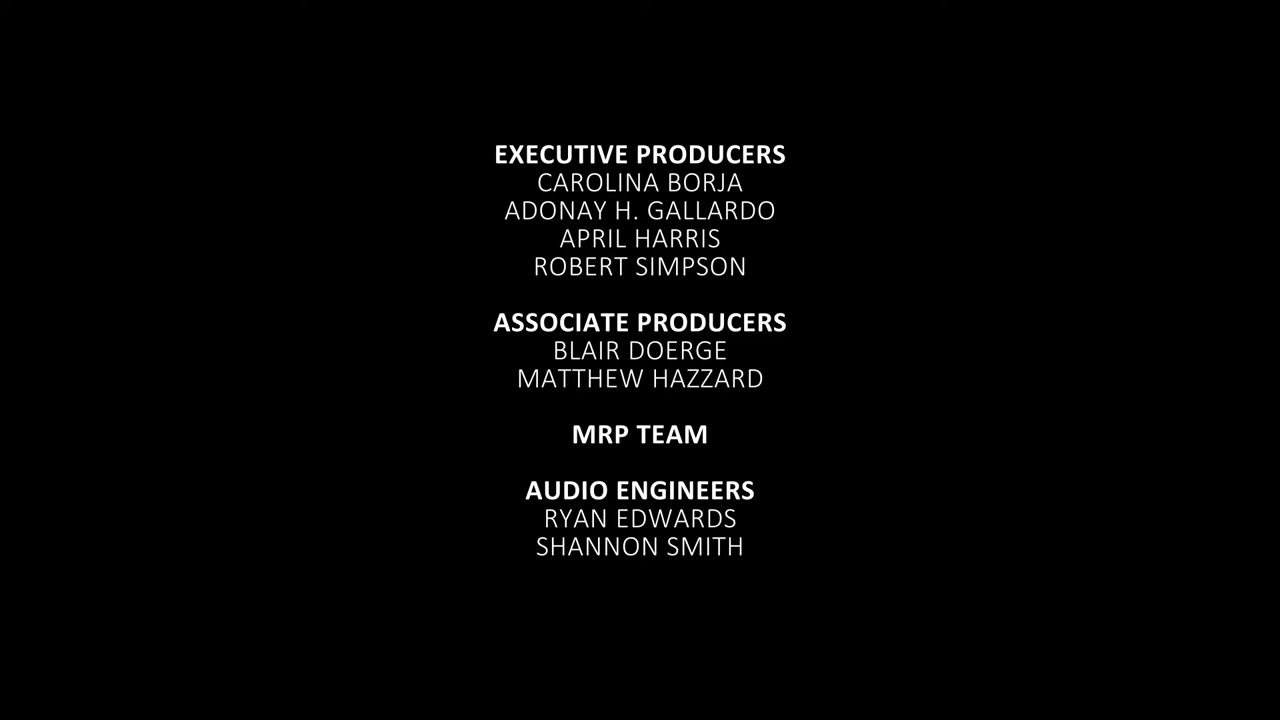 EXECUTIVE PRODUCERS
CAROLINA BORJA
ADONAY H. GALLARDO
APRIL HARRIS
ROBERT SIMPSON
ASSOCIATE PRODUCERS
BLAIR DOERGE
MATTHEW HAZZARD
MRP TEAM
AUDIO ENGINEERS
RYAN EDWARDS
SHANNON SMITH